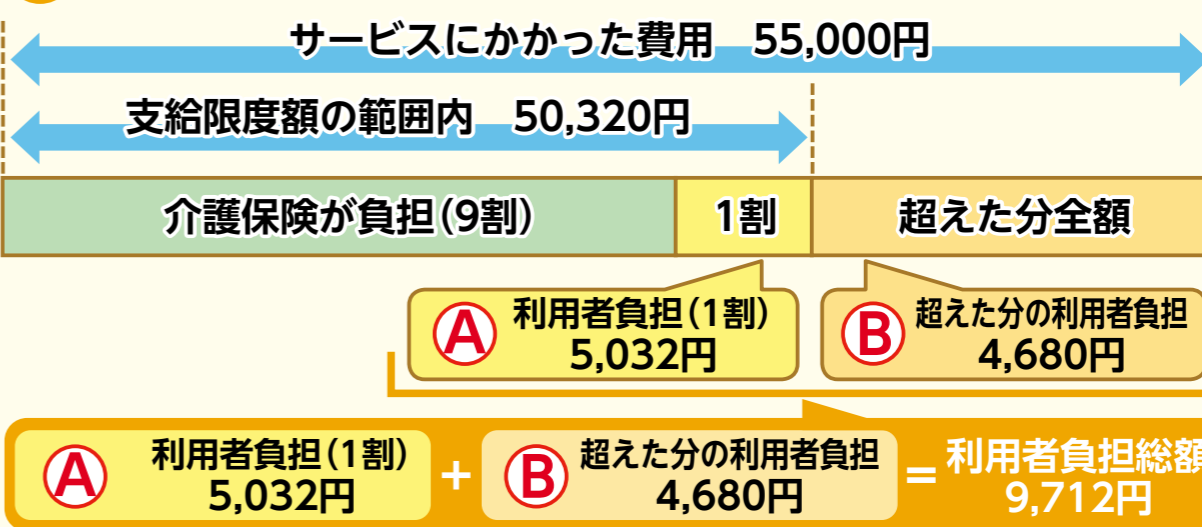 サービスにかかった費用　55,000円
支給限度額の範囲内　50,320円
介護保険が負担（9割）　1割　超えた分全額
A 利用者負担（1割）
5,032円
B 超えた分の利用者負担
4,680円
A 利用者負担（1割）
5,032円
+
B 超えた分の利用者負担
4,680円
= 利用者負担総額
9,712円